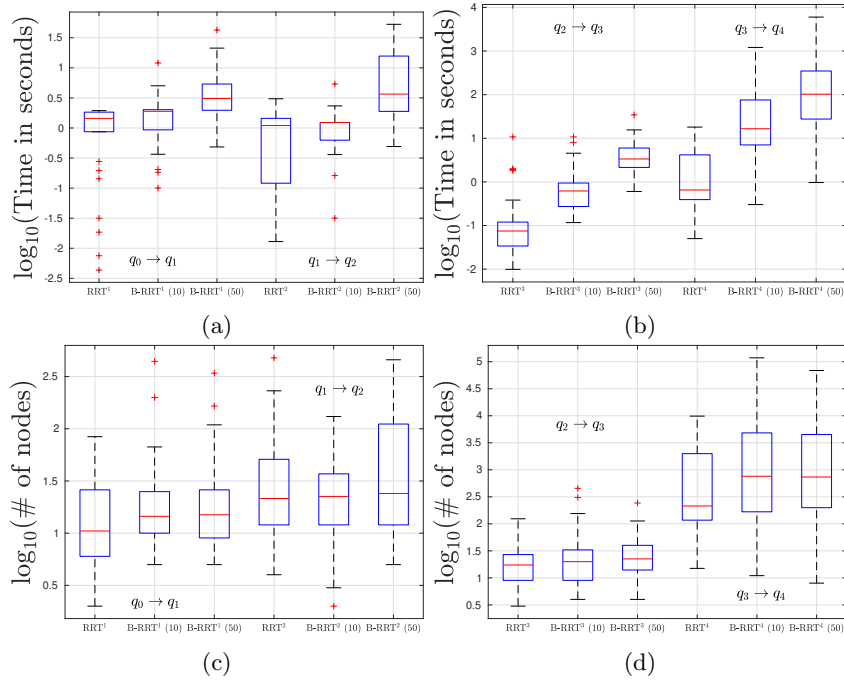 log₁₀(Time in seconds)
1.5
1
0.5
0
-0.5
-1
-1.5
-2
-2.5
q₀ → q₁
q₁ → q₂
RRT¹ B-RRT¹ (10) B-RRT¹ (50) RRT² B-RRT² (10) B-RRT² (50)
(a)
log₁₀(Time in seconds)
4
3
2
1
0
-1
-2
q₂ → q₃
q₃ → q₄
RRT³ B-RRT³ (10) B-RRT³ (50) RRT⁴ B-RRT⁴ (10) B-RRT⁴ (50)
(b)
log₁₀(# of nodes)
2.5
2
1.5
1
0.5
q₁ → q₂
q₀ → q₁
RRT¹ B-RRT¹ (10) B-RRT¹ (50) RRT² B-RRT² (10) B-RRT² (50)
(c)
log₁₀(# of nodes)
5
4.5
4
3.5
3
2.5
2
1.5
1
0.5
q₂ → q₃
q₃ → q₄
RRT³ B-RRT³ (10) B-RRT³ (50) RRT⁴ B-RRT⁴ (10) B-RRT⁴ (50)
(d)